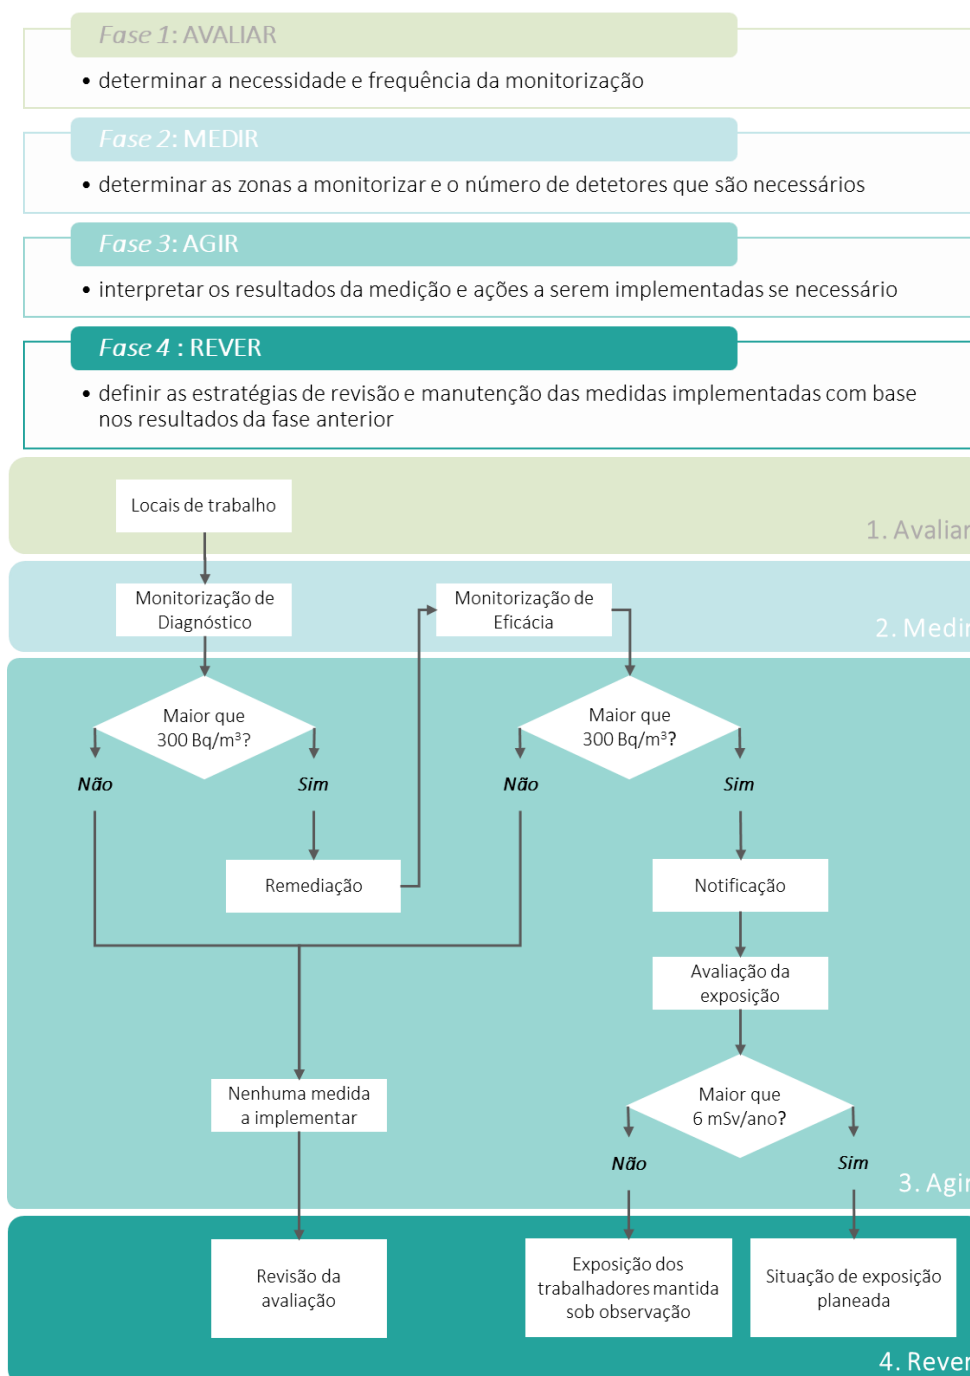 Fase 1: AVALIAR
• determinar a necessidade e frequência da monitorização
Fase 2: MEDIR
• determinar as zonas a monitorizar e o número de detetores que são necessários
Fase 3: AGIR
• interpretar os resultados da medição e ações a serem implementadas se necessário
Fase 4 : REVER
• definir as estratégias de revisão e manutenção das medidas implementadas com base
nos resultados da fase anterior
Locais de trabalho
1. Avaliar
Monitorização de
Diagnóstico
Monitorização de
Eficácia
2. Medir
Maior que
300 Bq/m³?
Maior que
300 Bq/m³?
Não
Sim
Não
Sim
Remediação
Notificação
Avaliação da
exposição
Nenhuma medida
a implementar
Maior que
6 mSv/ano?
Não
Sim
3. Agir
Revisão da
avaliação
Exposição dos
trabalhadores mantida
sob observação
Situação de exposição
planeada
4. Rever